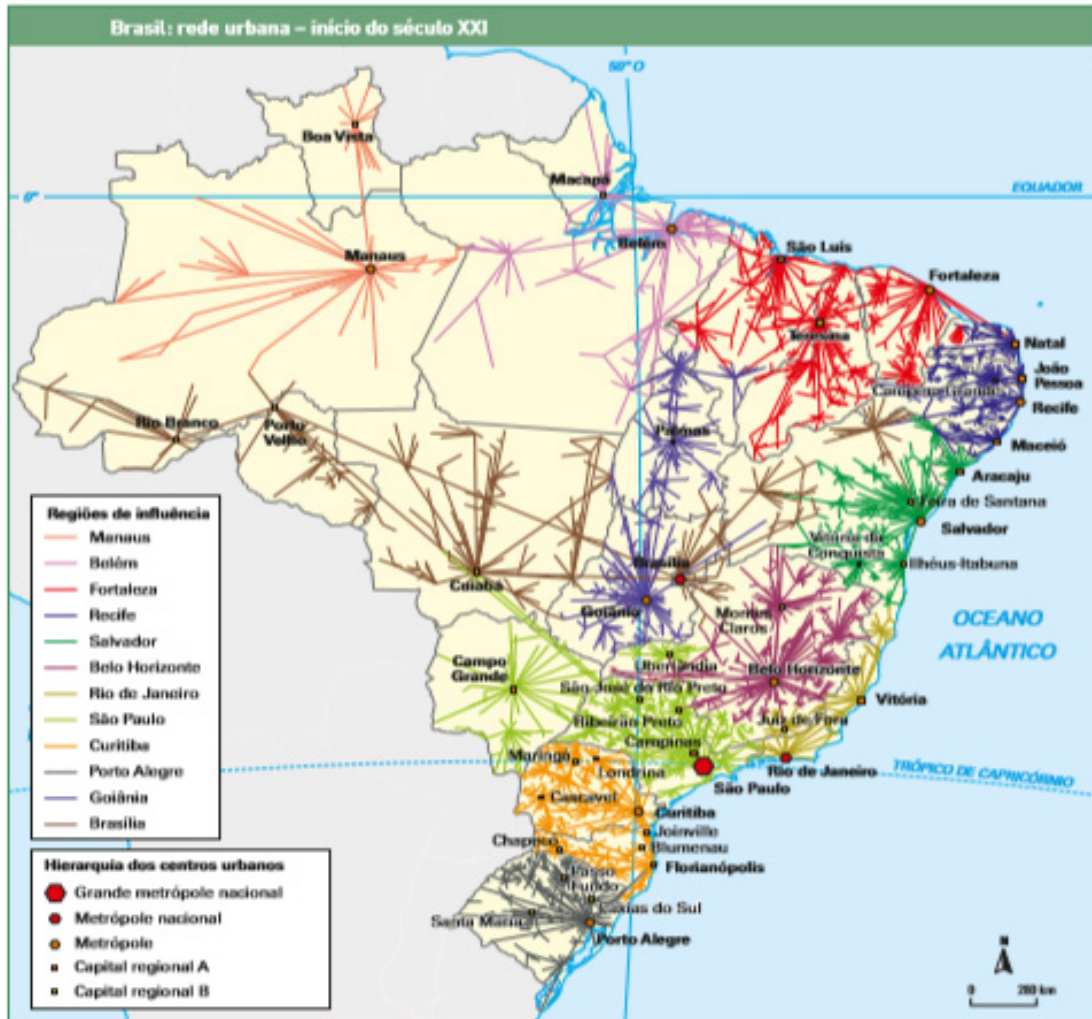 Brasil: rede urbana – início do século XXI
50° O
Boa Vista
Macapá
0°
EQUADOR
Belém
São Luís
Manaus
Fortaleza
Teresina
Natal
João
Pessoa
Campina Grande
Recife
Rio Branco
Porto
Velho
Palmas
Maceió
Aracaju
Feira de Santana
Salvador
Vitória da
Conquista
Ilhéus-Itabuna
Brasília
Cuiabá
Goiânia
Montes
Claros
OCEANO
ATLÂNTICO
Campo
Grande
Uberlândia
Belo Horizonte
São José do Rio Preto
Vitória
Ribeirão Preto
Juiz de Fora
Campinas
Maringá
Londrina
Rio de Janeiro
TRÓPICO DE CAPRICÓRNIO
São Paulo
Cascavel
Curitiba
Joinville
Chapecó
Blumenau
Florianópolis
Passo
Fundo
Caxias do Sul
Santa Maria
Porto Alegre
Regiões de influência
Manaus
Belém
Fortaleza
Recife
Salvador
Belo Horizonte
Rio de Janeiro
São Paulo
Curitiba
Porto Alegre
Goiânia
Brasília
Hierarquia dos centros urbanos
Grande metrópole nacional
Metrópole nacional
Metrópole
Capital regional A
Capital regional B
N
0 280 km